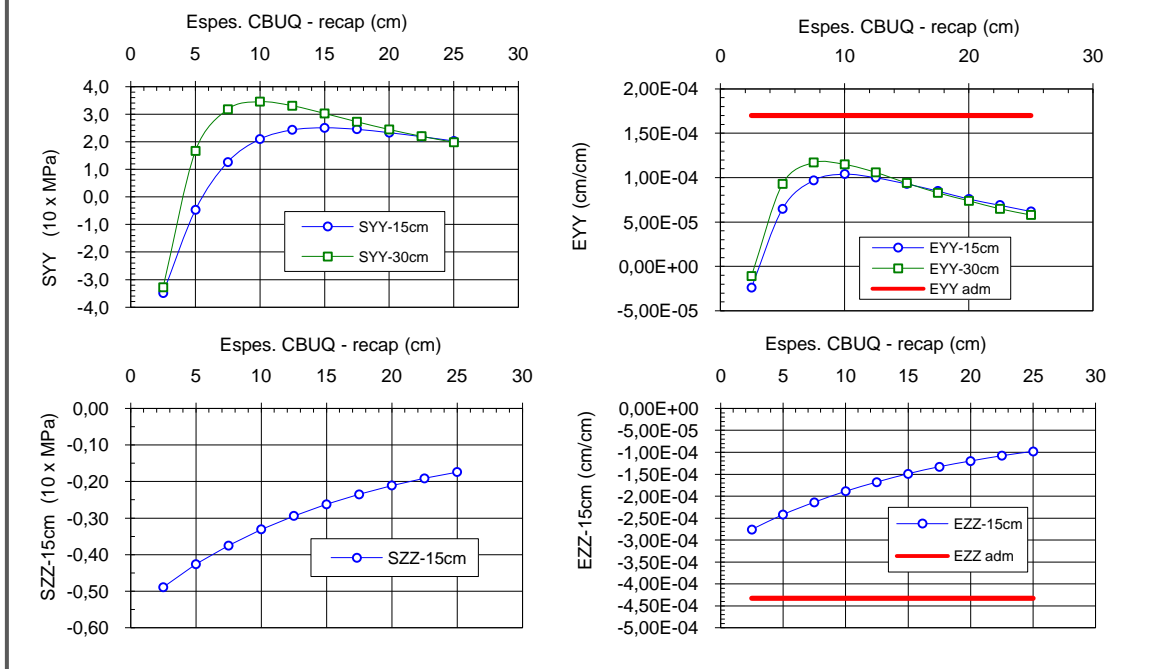 Espes. CBUQ - recap (cm)
0 5 10 15 20 25 30
4,0
3,0
2,0
1,0
0,0
-1,0
-2,0
-3,0
-4,0
SYY (10 x MPa)
SYY-15cm
SYY-30cm
Espes. CBUQ - recap (cm)
0 10 20 30
2,00E-04
1,50E-04
1,00E-04
5,00E-05
0,00E+00
-5,00E-05
EYY (cm/cm)
EYY-15cm
EYY-30cm
EYY adm
Espes. CBUQ - recap (cm)
0 5 10 15 20 25 30
0,00
-0,10
-0,20
-0,30
-0,40
-0,50
-0,60
SZZ-15cm (10 x MPa)
SZZ-15cm
Espes. CBUQ - recap (cm)
0 5 10 15 20 25 30
0,00E+00
-5,00E-05
-1,00E-04
-1,50E-04
-2,00E-04
-2,50E-04
-3,00E-04
-3,50E-04
-4,00E-04
-4,50E-04
-5,00E-04
EZZ-15cm (cm/cm)
EZZ-15cm
EZZ adm